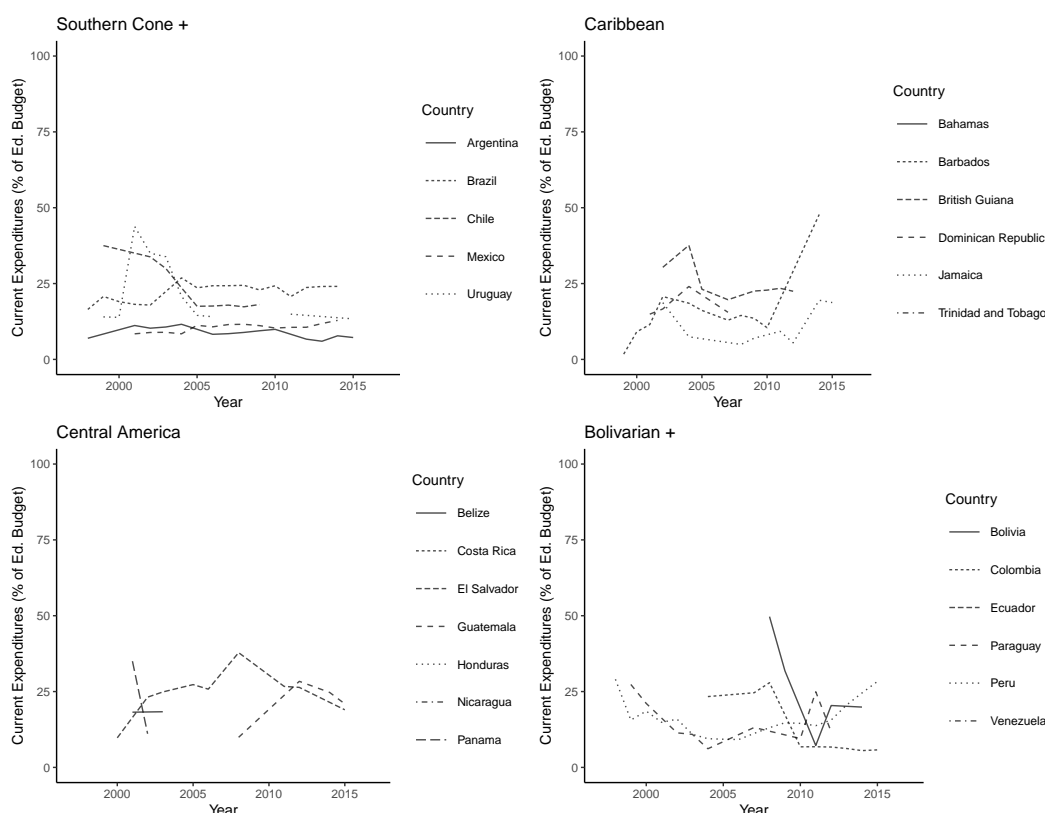 Southern Cone +
Current Expenditures (% of Ed. Budget)
100
75
50
25
0
2000 2005 2010 2015
Year
Country
Argentina
Brazil
Chile
Mexico
Uruguay
Caribbean
Current Expenditures (% of Ed. Budget)
100
75
50
25
0
2000 2005 2010 2015
Year
Country
Bahamas
Barbados
British Guiana
Dominican Republic
Jamaica
Trinidad and Tobago
Central America
Current Expenditures (% of Ed. Budget)
100
75
50
25
0
2000 2005 2010 2015
Year
Country
Belize
Costa Rica
El Salvador
Guatemala
Honduras
Nicaragua
Panama
Bolivarian +
Current Expenditures (% of Ed. Budget)
100
75
50
25
0
2000 2005 2010 2015
Year
Country
Bolivia
Colombia
Ecuador
Paraguay
Peru
Venezuela